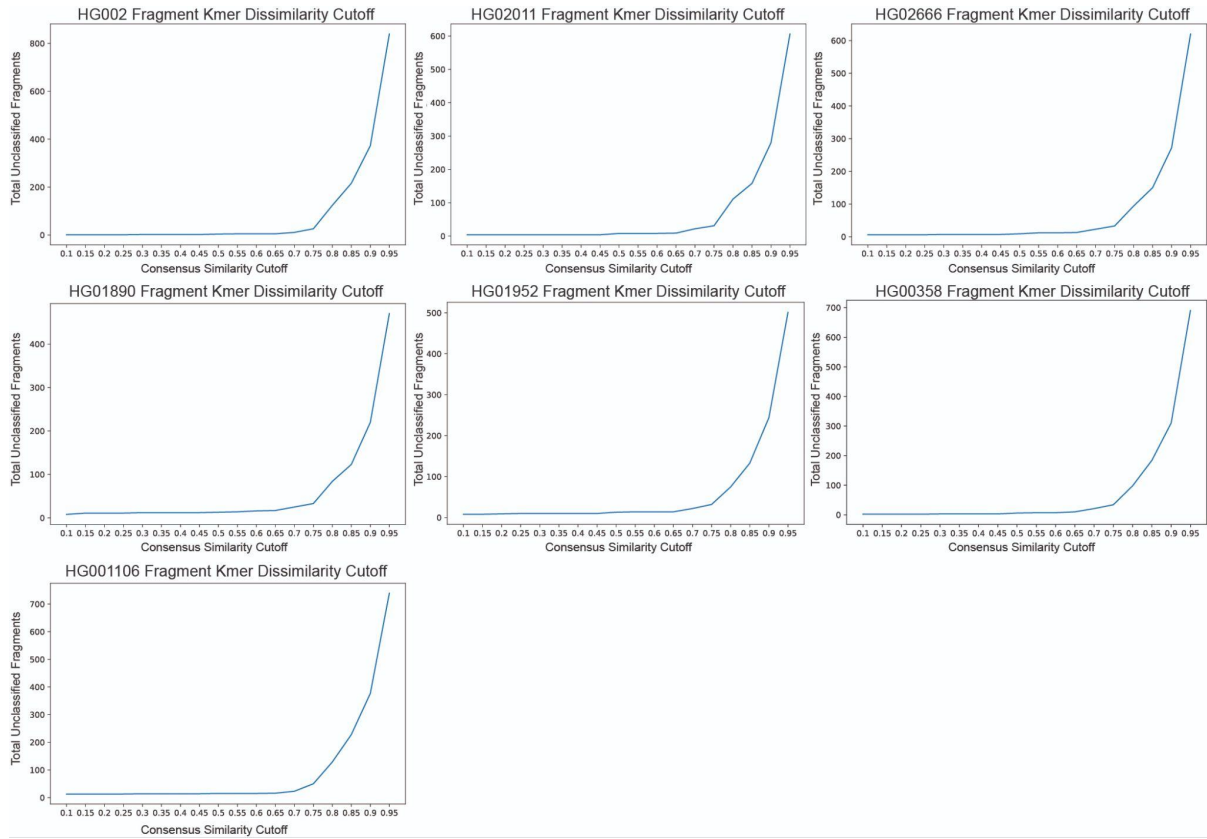 HG002 Fragment Kmer Dissimilarity Cutoff
Total Unclassified Fragments
800
600
400
200
0
0.1 0.15 0.2 0.25 0.3 0.35 0.4 0.45 0.5 0.55 0.6 0.65 0.7 0.75 0.8 0.85 0.9 0.95
Consensus Similarity Cutoff
HG02011 Fragment Kmer Dissimilarity Cutoff
Total Unclassified Fragments
600
500
400
300
200
100
0
0.1 0.15 0.2 0.25 0.3 0.35 0.4 0.45 0.5 0.55 0.6 0.65 0.7 0.75 0.8 0.85 0.9 0.95
Consensus Similarity Cutoff
HG02666 Fragment Kmer Dissimilarity Cutoff
Total Unclassified Fragments
600
500
400
300
200
100
0
0.1 0.15 0.2 0.25 0.3 0.35 0.4 0.45 0.5 0.55 0.6 0.65 0.7 0.75 0.8 0.85 0.9 0.95
Consensus Similarity Cutoff
HG01890 Fragment Kmer Dissimilarity Cutoff
Total Unclassified Fragments
400
300
200
100
0
0.1 0.15 0.2 0.25 0.3 0.35 0.4 0.45 0.5 0.55 0.6 0.65 0.7 0.75 0.8 0.85 0.9 0.95
Consensus Similarity Cutoff
HG01952 Fragment Kmer Dissimilarity Cutoff
Total Unclassified Fragments
500
400
300
200
100
0
0.1 0.15 0.2 0.25 0.3 0.35 0.4 0.45 0.5 0.55 0.6 0.65 0.7 0.75 0.8 0.85 0.9 0.95
Consensus Similarity Cutoff
HG00358 Fragment Kmer Dissimilarity Cutoff
Total Unclassified Fragments
700
600
500
400
300
200
100
0
0.1 0.15 0.2 0.25 0.3 0.35 0.4 0.45 0.5 0.55 0.6 0.65 0.7 0.75 0.8 0.85 0.9 0.95
Consensus Similarity Cutoff
HG001106 Fragment Kmer Dissimilarity Cutoff
Total Unclassified Fragments
700
600
500
400
300
200
100
0
0.1 0.15 0.2 0.25 0.3 0.35 0.4 0.45 0.5 0.55 0.6 0.65 0.7 0.75 0.8 0.85 0.9 0.95
Consensus Similarity Cutoff